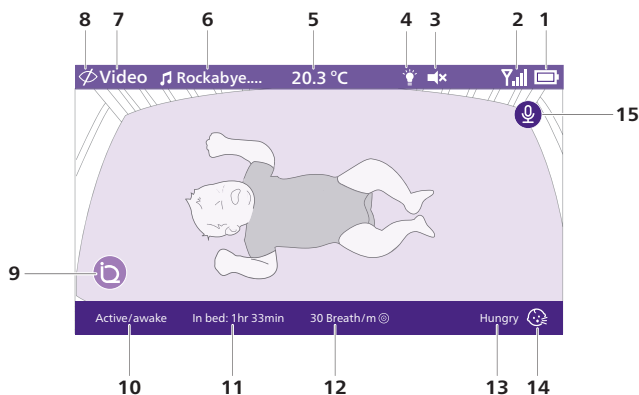 8 7 6 5 4 3 2 1
Video Rockabye.... 20.3 °C
15
9
Active/awake In bed: 1hr 33min 30 Breath/m Hungry
10 11 12 13 14